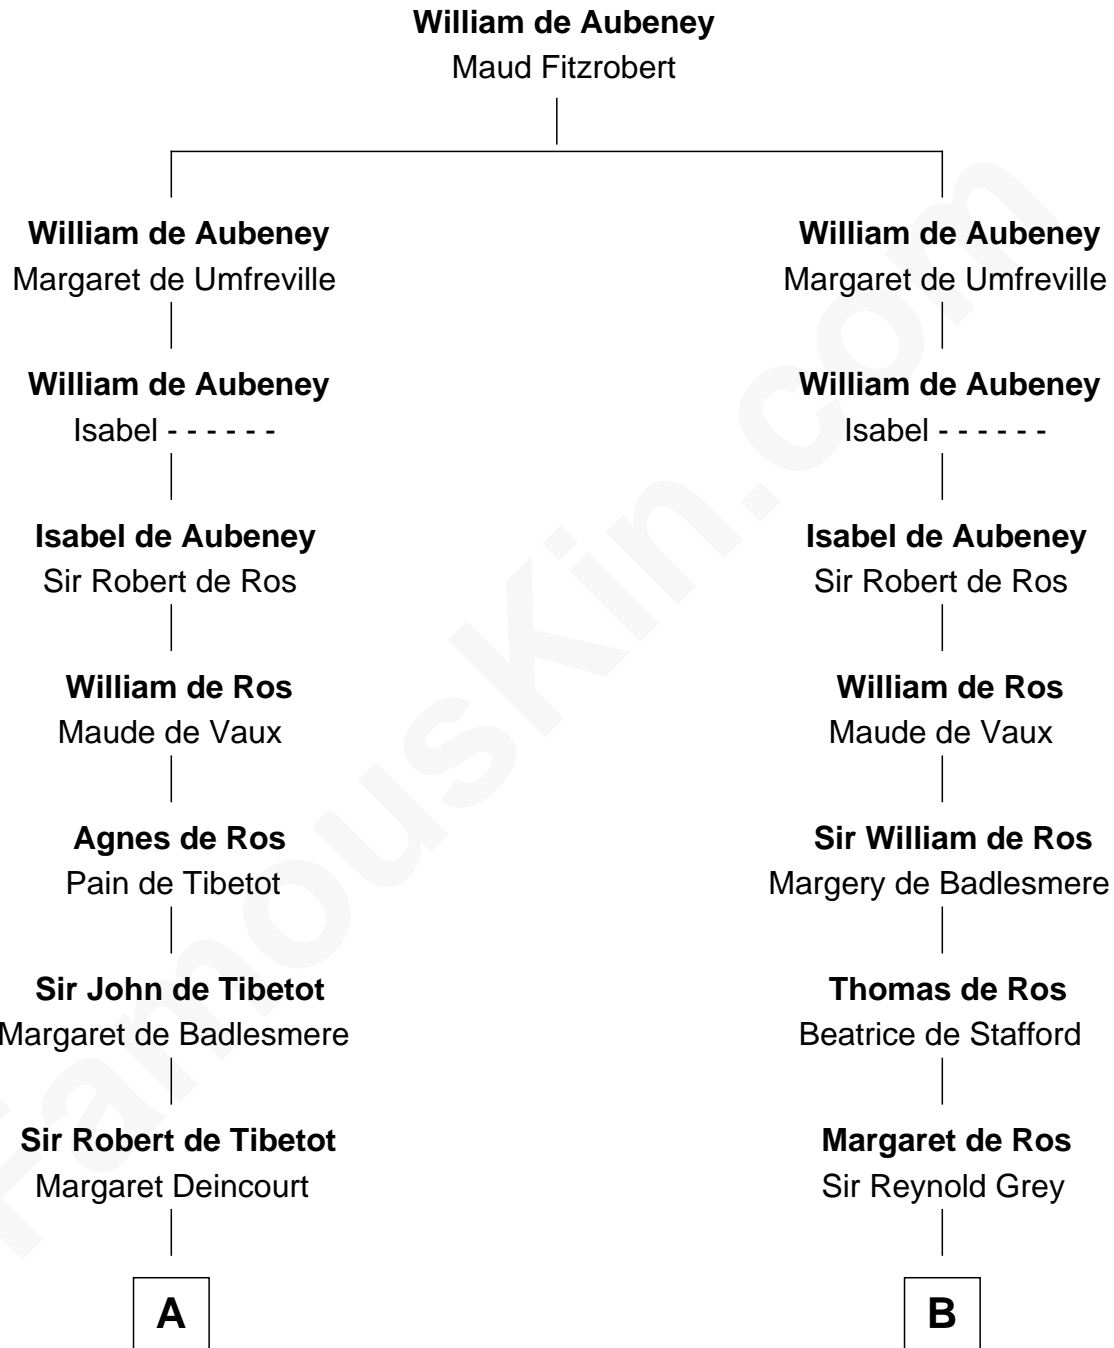 William de Aubeney
Maud Fitzrobert
William de Aubeney
Margaret de Umfreville
William de Aubeney
Margaret de Umfreville
William de Aubeney
Isabel - - - - - -
William de Aubeney
Isabel - - - - - -
Isabel de Aubeney
Sir Robert de Ros
Isabel de Aubeney
Sir Robert de Ros
William de Ros
Maude de Vaux
William de Ros
Maude de Vaux
Agnes de Ros
Pain de Tibetot
Sir William de Ros
Margery de Badlesmere
Sir John de Tibetot
Margaret de Badlesmere
Thomas de Ros
Beatrice de Stafford
Sir Robert de Tibetot
Margaret Deincourt
Margaret de Ros
Sir Reynold Grey
A
B
FamousKin.com